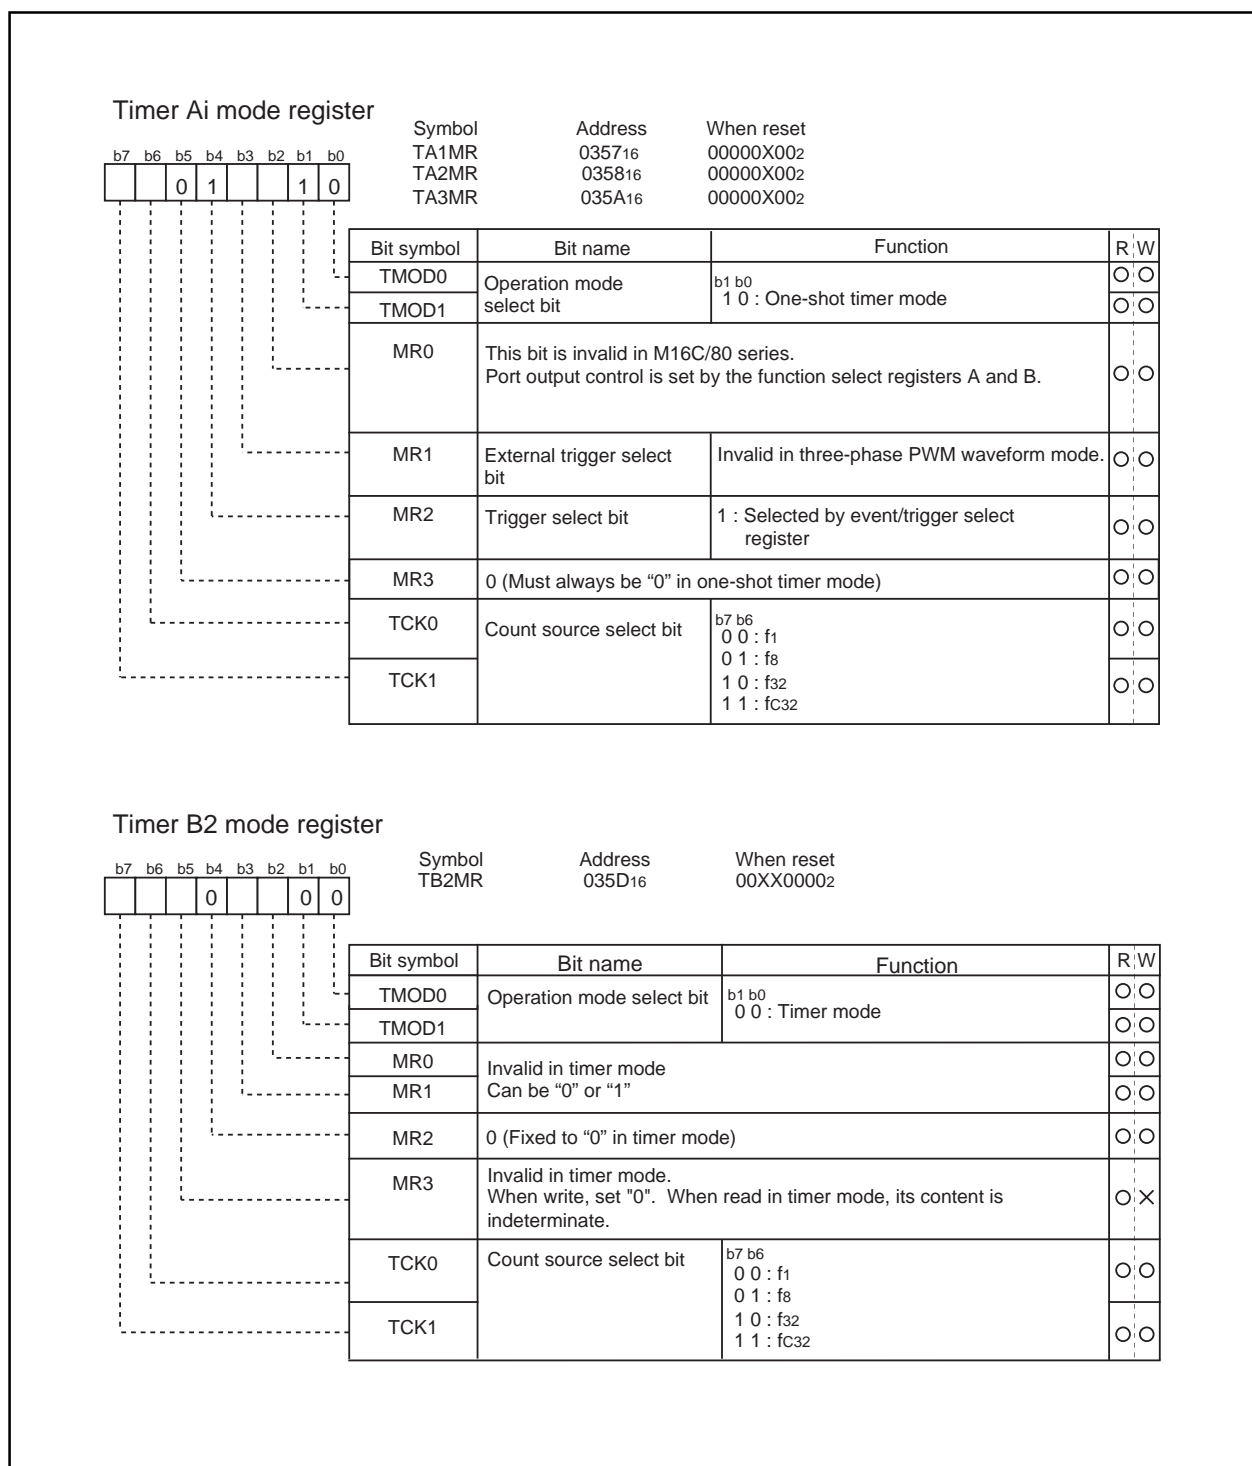 Timer Ai mode register
Symbol Address When reset
TA1MR 035716 00000X002
TA2MR 035816 00000X002
TA3MR 035A16 00000X002
b7 b6 b5 b4 b3 b2 b1 b0
0 1 1 0
Bit symbol Bit name Function R W
TMOD0 Operation mode select bit b1 b0
TMOD1 1 0 : One-shot timer mode
MR0 This bit is invalid in M16C/80 series.
Port output control is set by the function select registers A and B.
MR1 External trigger select bit Invalid in three-phase PWM waveform mode.
MR2 Trigger select bit 1 : Selected by event/trigger select
register
MR3 0 (Must always be “0” in one-shot timer mode)
TCK0 Count source select bit b7 b6
0 0 : f1
0 1 : f8
TCK1 1 0 : f32
1 1 : fC32
Timer B2 mode register
Symbol Address When reset
TB2MR 035D16 00XX00002
b7 b6 b5 b4 b3 b2 b1 b0
0 0 0
Bit symbol Bit name Function R W
TMOD0 Operation mode select bit b1 b0
0 0 : Timer mode
TMOD1
MR0 Invalid in timer mode
MR1 Can be “0” or “1”
MR2 0 (Fixed to “0” in timer mode)
MR3 Invalid in timer mode.
When write, set "0". When read in timer mode, its content is
indeterminate.
TCK0 Count source select bit b7 b6
0 0 : f1
0 1 : f8
TCK1 1 0 : f32
1 1 : fC32